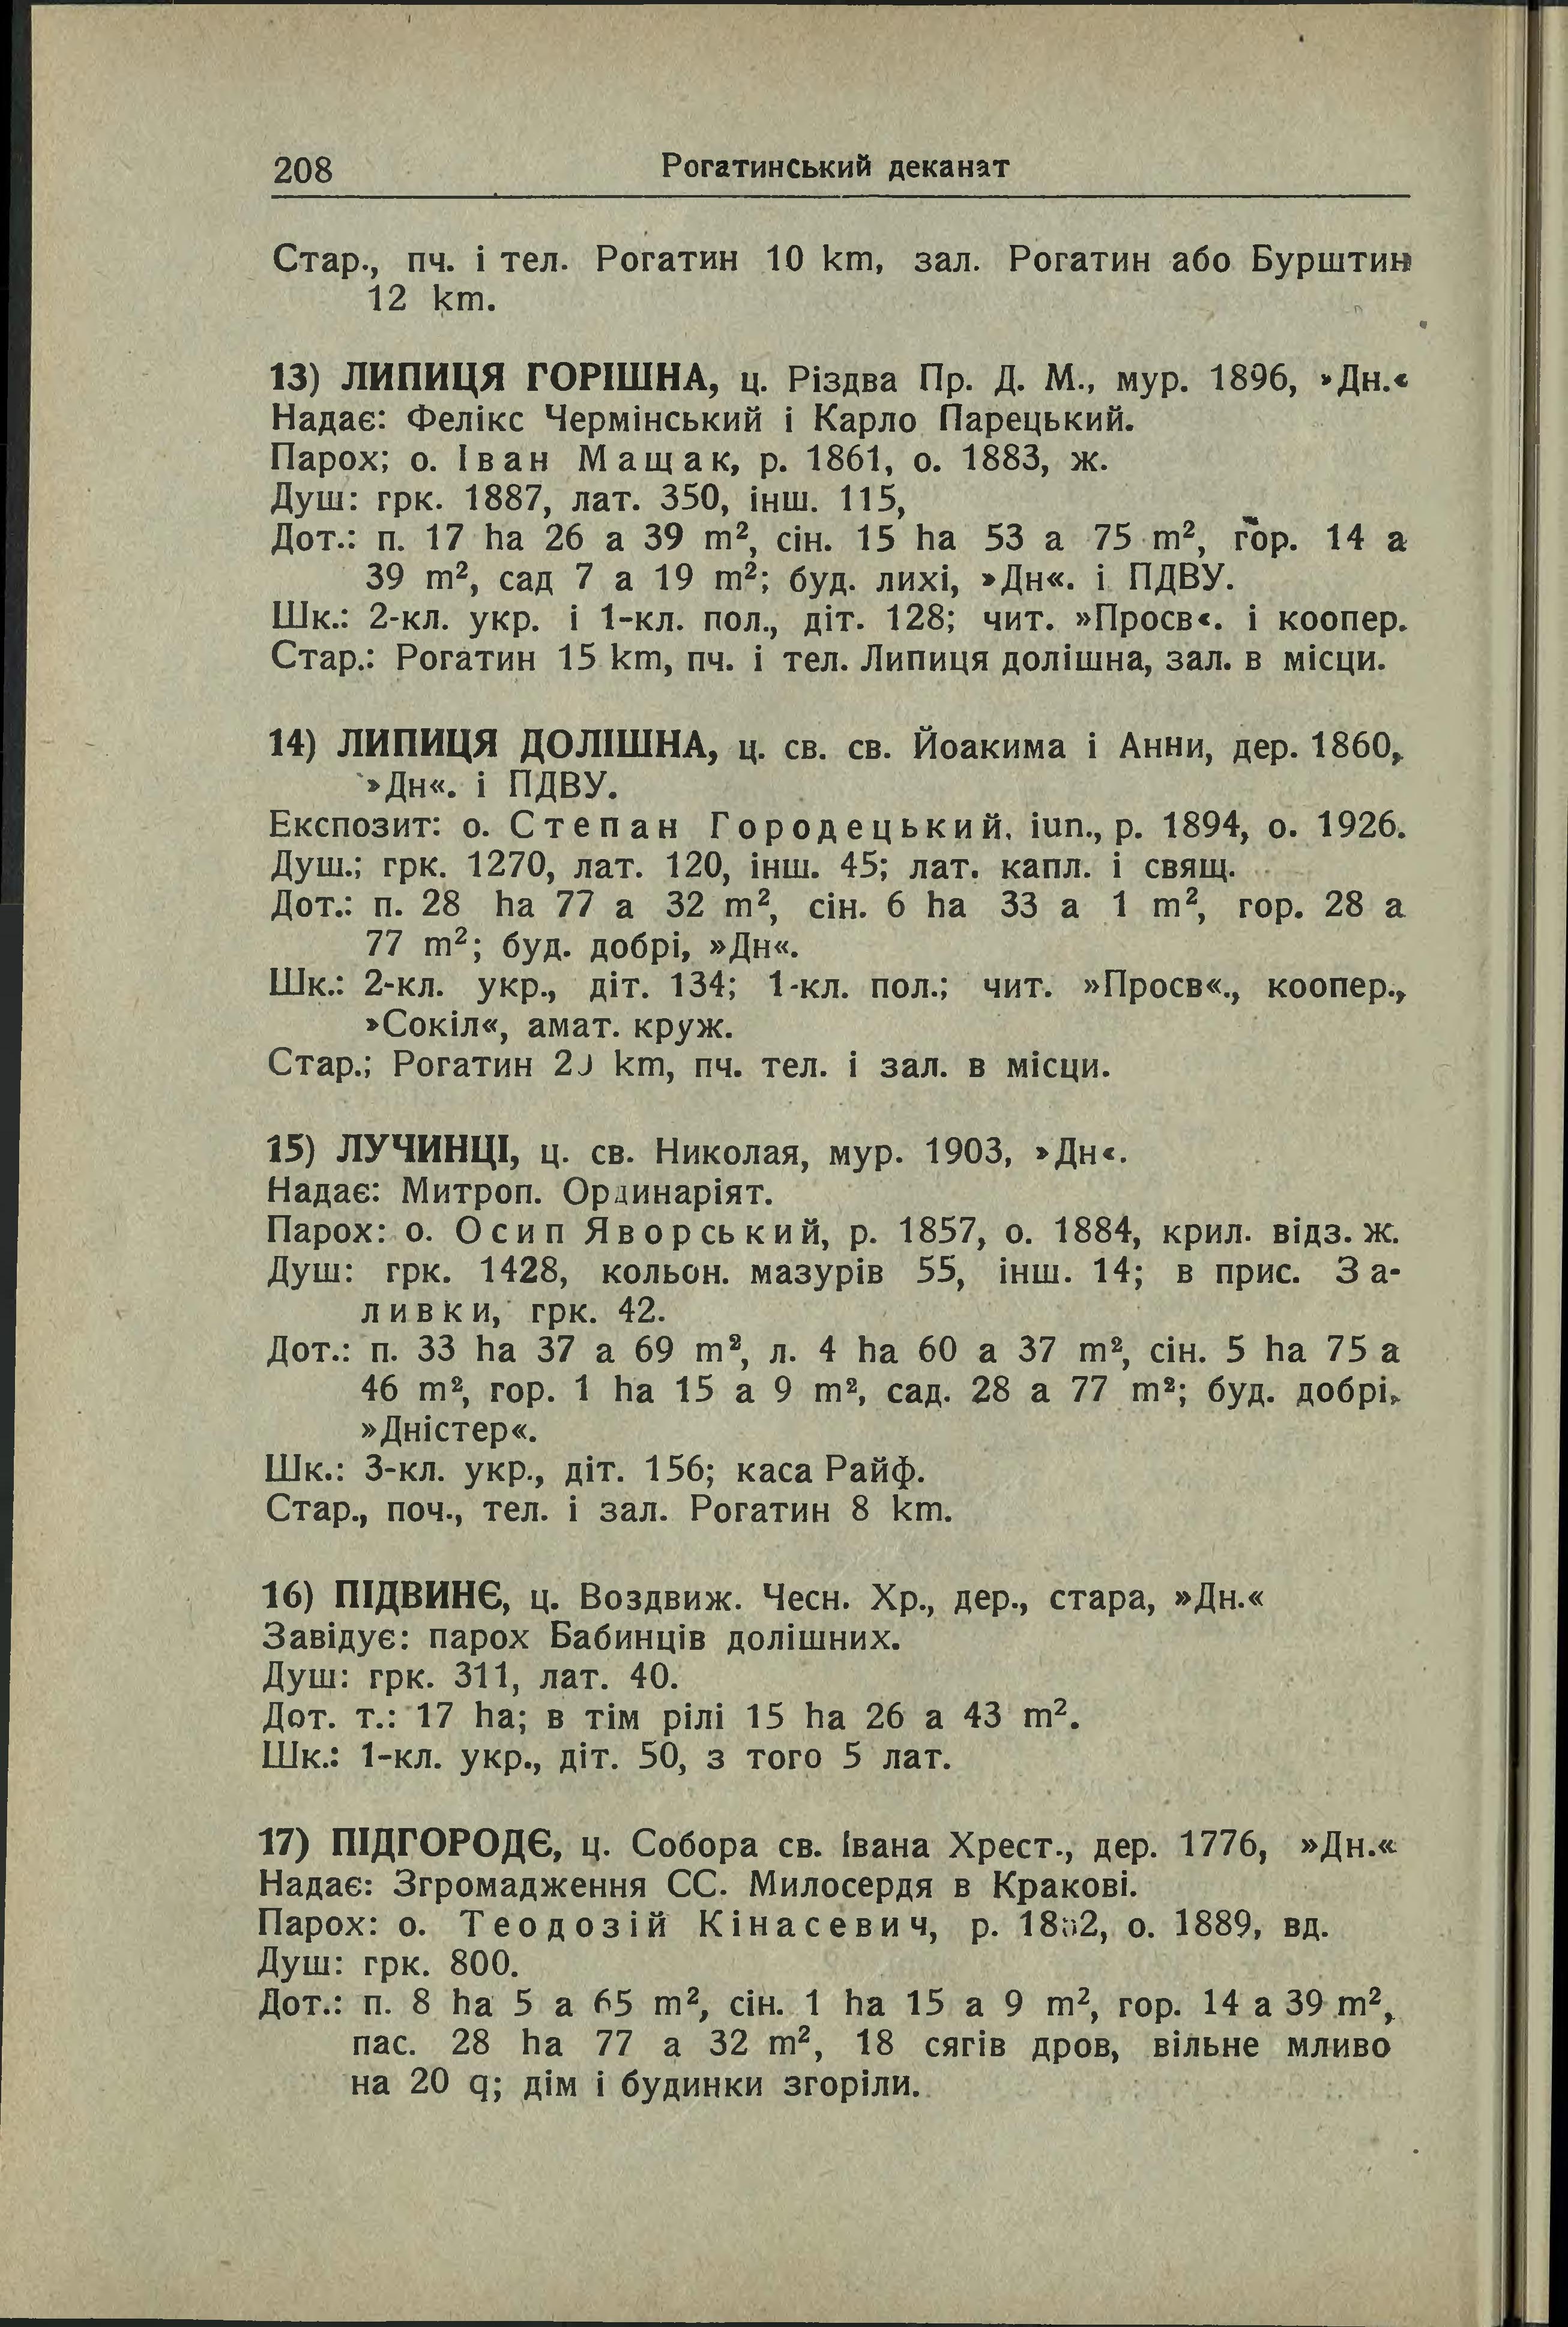 208 Рогатинський деканат
Стар., пч. і тел. Рогатин 10 km, зал. Рогатин або Бурштин
12 km.
13) ЛИПИЦЯ ГОРІШНА, ц. Різдва Пр. Д. М., мур. 1896, »Дн.«
Надає: Фелікс Чермінський і Карло Парецький.
Парох; о. Іван Мащак, р. 1861, о. 1883, ж.
Душ: грк. 1887, лат. 350, інш. 115,
Дот.: п. 17 ha 26 a 39 m², сін. 15 ha 53 a 75 m², гор. 14 a
39 m², сад 7 a 19 m²; буд. лихі, »Дн«. і ПДВУ.
Шк.: 2-кл. укр. і 1-кл. пол., діт. 128; чит. »Просв«. і коопер.
Стар.: Рогатин 15 km, пч. і тел. Липиця долішна, зал. в місци.
14) ЛИПИЦЯ ДОЛІШНА, ц. св. св. Йоакима і Анни, дер. 1860,
»Дн«. і ПДВУ.
Експозит: о. Степан Городецький, іun., р. 1894, о. 1926.
Душ.; грк. 1270, лат. 120, інш. 45; лат. капл. і свящ.
Дот.: п. 28 ha 77 a 32 m², сін. 6 ha 33 a 1 m², гор. 28 a
77 m²; буд. добрі, »Дн«.
Шк.: 2-кл. укр., діт. 134; 1-кл. пол.; чит. »Просв«., коопер.,
»Сокіл«, амат. круж.
Стар.; Рогатин km, пч. тел. і зал. в місци.
15) ЛУЧИНЦІ, ц. св. Николая, мур. 1903, »Дн«.
Надає: Митроп. Ординаріят.
Парох: о. Осип Яворський, р. 1857, о. 1884, крил. відз. ж.
Душ: грк. 1428, кольон. мазурів 55, інш. 14; в прис. За-
ливки, грк. 42.
Дот.: п. 33 ha 37 a 69 m², л. 4 ha 60 a 37 m², сін. 5 ha 75 a
46 m², гор. 1 ha 15 a 9 m², сад. 28 a 77 m²; буд. добрі,
»Дністер«.
Шк.: 3-кл. укр., діт. 156; каса Райф.
Стар., поч., тел. і зал. Рогатин 8 km.
16) ПІДВИНЄ, ц. Воздвиж. Чесн. Хр., дер., стара, »Дн.«
Завідує: парох Бабинців долішних.
Душ: грк. 311, лат. 40.
Дот. т.: 17 ha; в тім рілі 15 ha 26 a 43 m².
Шк.: 1-кл. укр., діт. 50, з того 5 лат.
17) ПІДГОРОДЄ, ц. Собора св. Івана Хрест., дер. 1776, »Дн.«
Надає: Згромадження СС. Милосердя в Кракові.
Парох: о. Теодозій Кінасевич, р. о. 1889, вд.
Душ: грк. 800.
Дот.: п. 8 ha 5 a 65 m², сін. 1 ha 15 a 9 m², гор. 14 a 39 m²,
пас. 28 ha 77 a 32 m², 18 сягів дров, вільне мливо
на 20 q; дім і будинки згоріли.